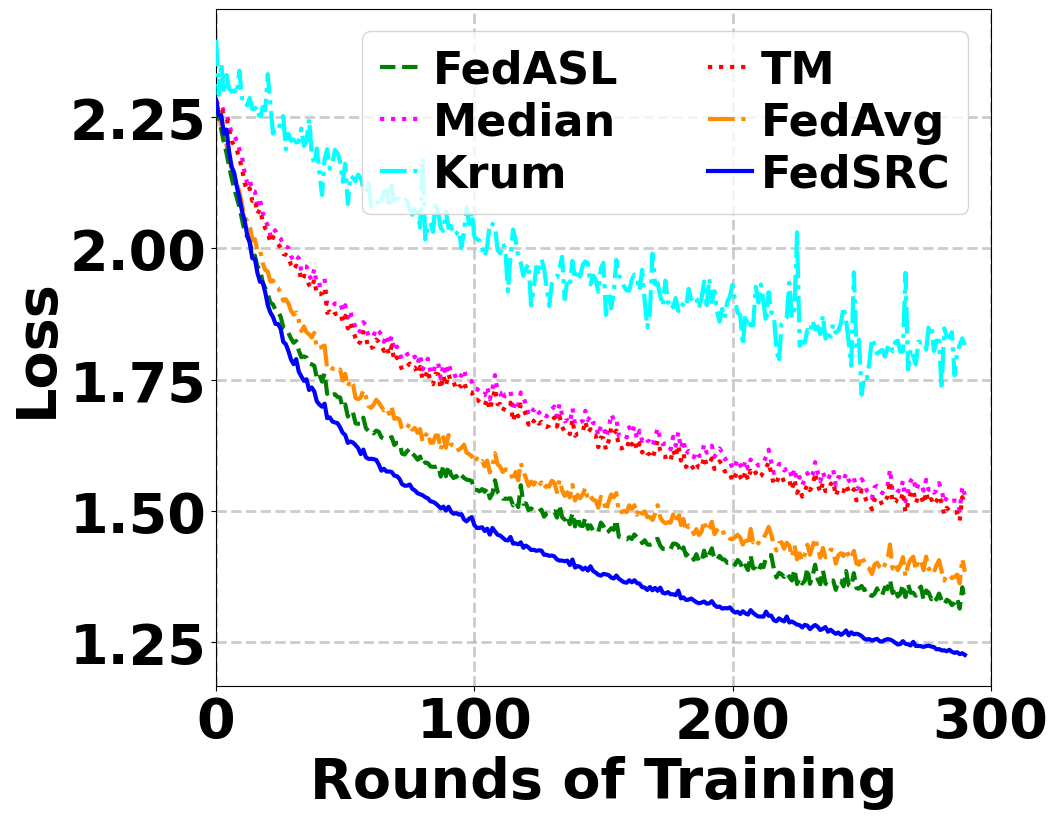 Loss
2.25
2.00
1.75
1.50
1.25
FedASL
Median
Krum
TM
FedAvg
FedSRC
0 100 200 300
Rounds of Training